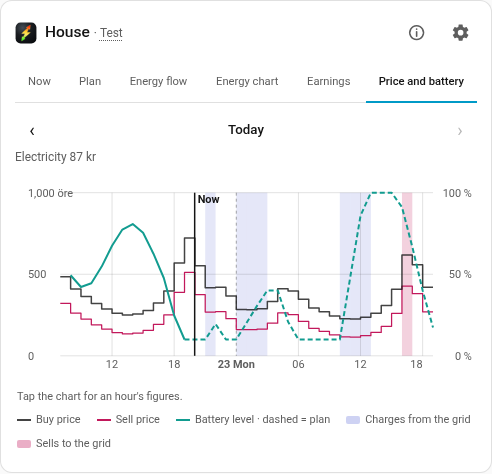 House · Test
Now Plan Energy flow Energy chart Earnings Price and battery
‹ Today ›
Electricity 87 kr
1,000 öre Now 100 %
500 50 %
0 0 %
12 18 23 Mon 06 12 18
Tap the chart for an hour's figures.
Buy price Sell price Battery level · dashed = plan Charges from the grid
Sells to the grid